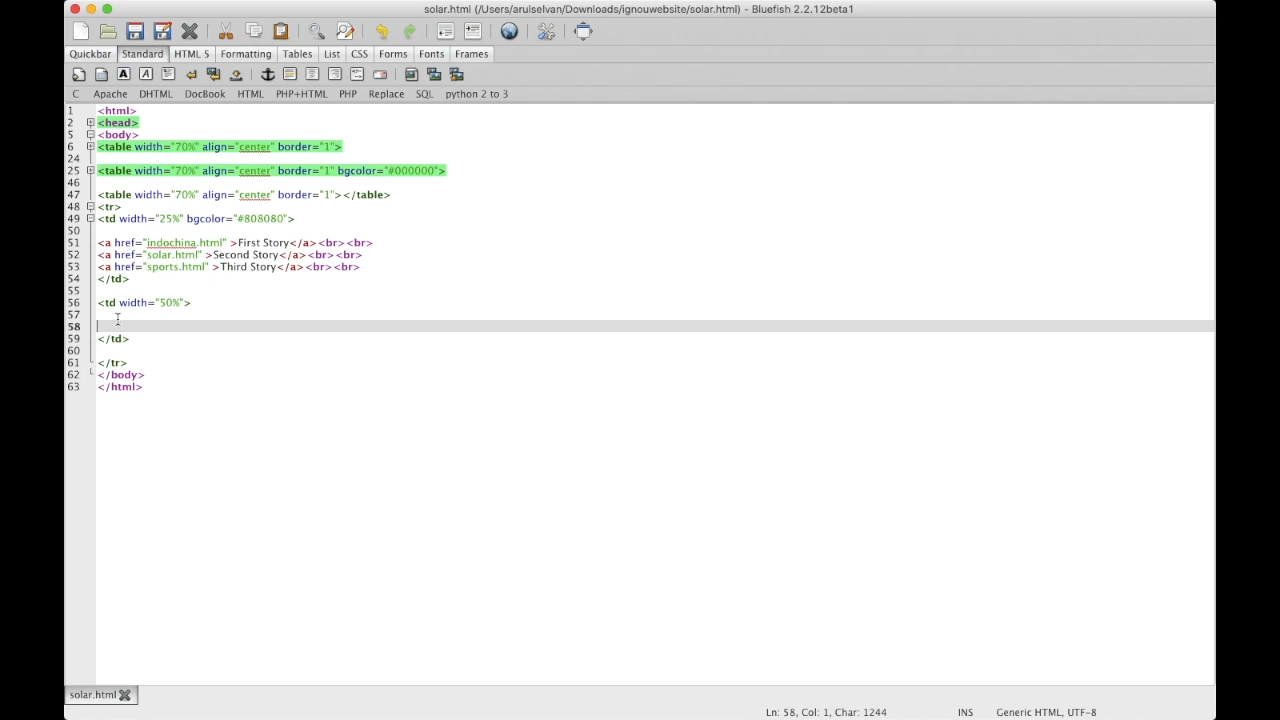 solar.html (/Users/arulselvan/Downloads/ignouwebsite/solar.html) - Bluefish 2.2.12beta1
Quickbar Standard HTML 5 Formatting Tables List CSS Forms Fonts Frames
C Apache DHTML DocBook HTML PHP+HTML PHP Replace SQL python 2 to 3
1 <html>
2 <head>
5 <body>
6 <table width="70%" align="center" border="1">
24
25 <table width="70%" align="center" border="1" bgcolor="#000000">
46
47 <table width="70%" align="center" border="1"></table>
48 <tr>
49 <td width="25%" bgcolor="#808080">
50
51 <a href="indochina.html" >First Story</a><br><br>
52 <a href="solar.html" >Second Story</a><br><br>
53 <a href="sports.html" >Third Story</a><br><br>
54 </td>
55
56 <td width="50%">
57
58
59 </td>
60
61 </tr>
62 </body>
63 </html>
solar.html
Ln: 58, Col: 1, Char: 1244 INS Generic HTML, UTF-8